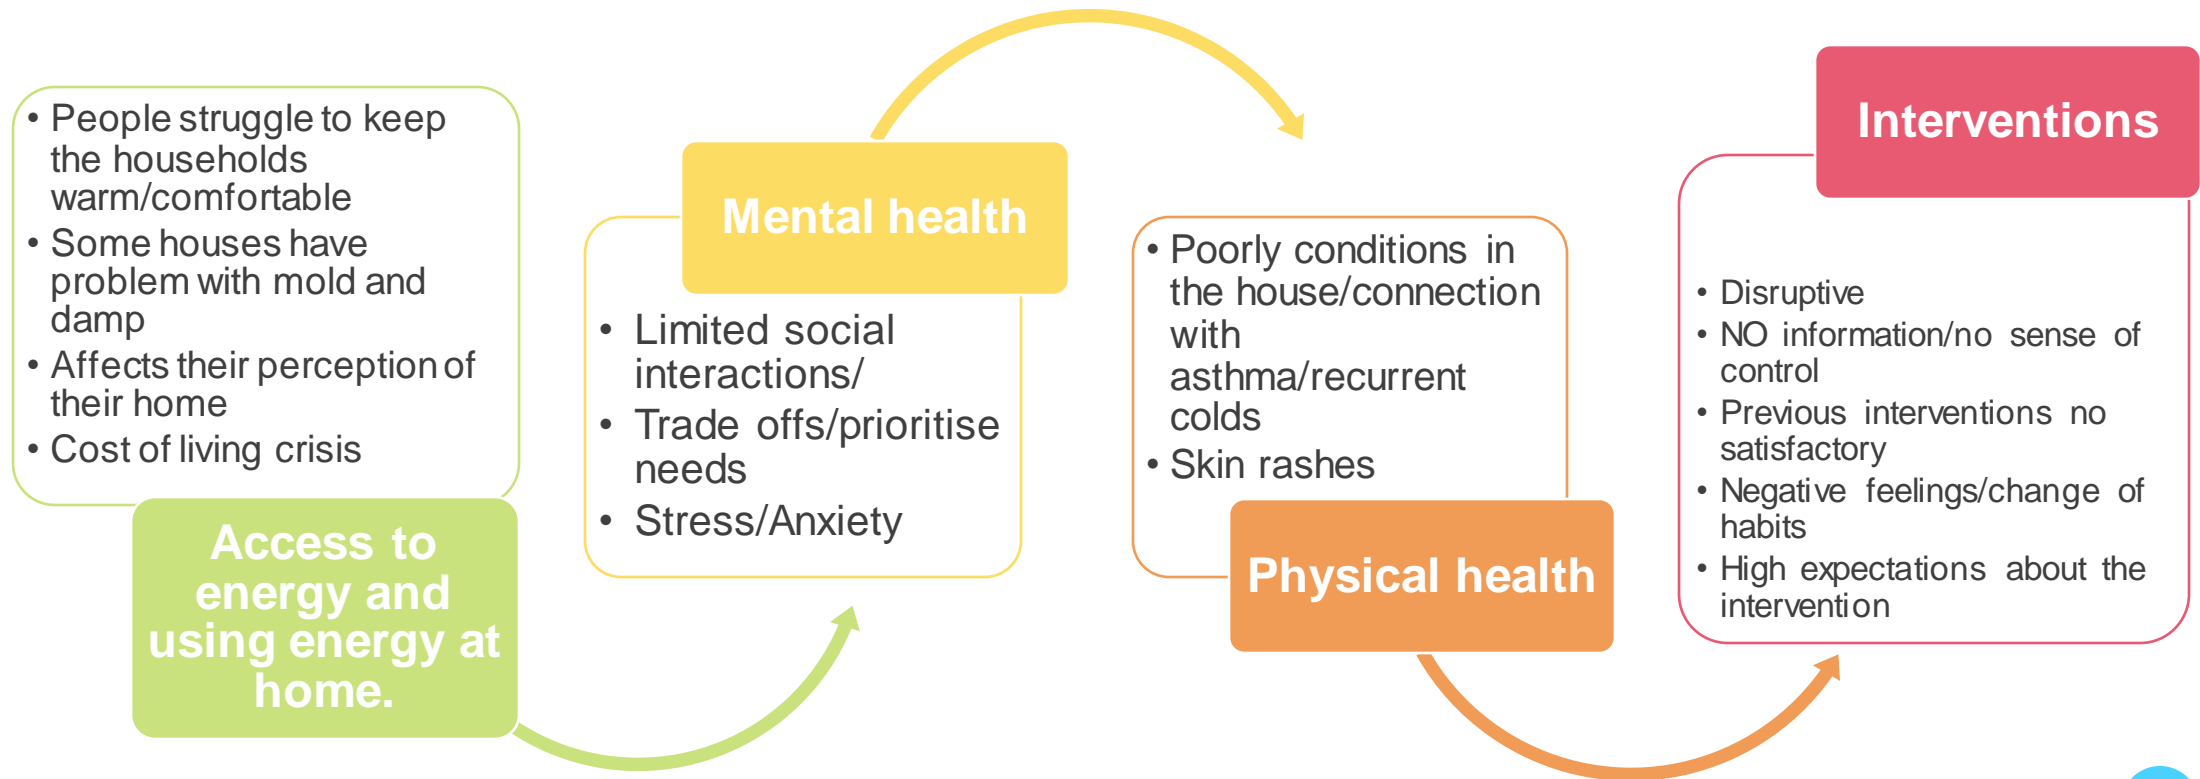 • People struggle to keep
the households
warm/comfortable
• Some houses have
problem with mold and
damp
• Affects their perception of
their home
• Cost of living crisis
Access to
energy and
using energy at
home.
Mental health
• Limited social
interactions/
• Trade offs/prioritise
needs
• Stress/Anxiety
• Poorly conditions in
the house/connection
with
asthma/recurrent
colds
• Skin rashes
Physical health
Interventions
• Disruptive
• NO information/no sense of
control
• Previous interventions no
satisfactory
• Negative feelings/change of
habits
• High expectations about the
intervention